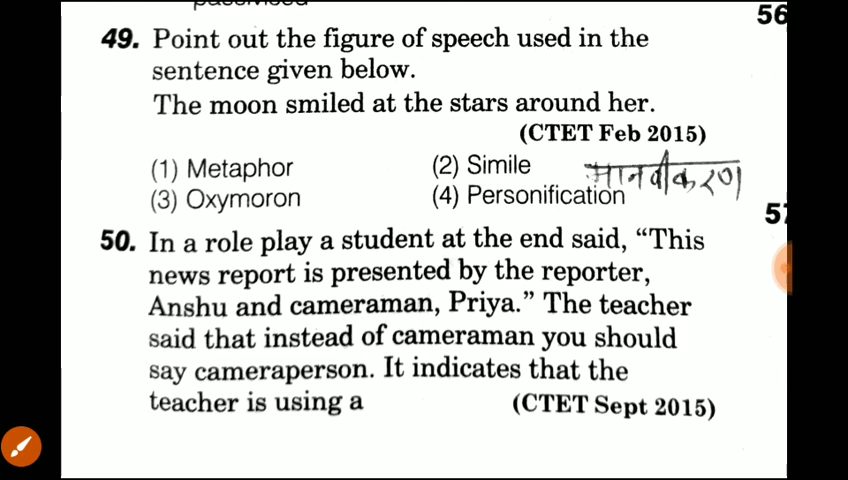 passivised
56
49. Point out the figure of speech used in the
sentence given below.
The moon smiled at the stars around her.
(CTET Feb 2015)
(1) Metaphor (2) Simile मानवीकरण
(3) Oxymoron (4) Personification
50. In a role play a student at the end said, “This
news report is presented by the reporter,
Anshu and cameraman, Priya.” The teacher
said that instead of cameraman you should
say cameraperson. It indicates that the
teacher is using a (CTET Sept 2015)